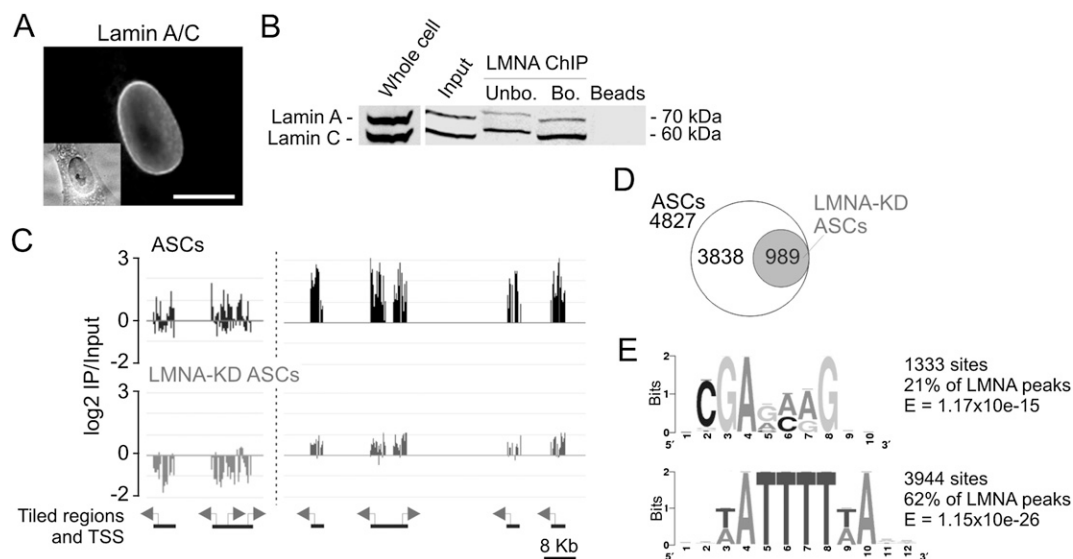 A
Lamin A/C
B
Whole cell
Input
LMNA ChIP
Unbo. Bo. Beads
Lamin A -
- 70 kDa
Lamin C -
- 60 kDa
C
ASCs
3
0
-2
LMNA-KD ASCs
3
0
-2
log2 IP/Input
Tiled regions
and TSS
8 Kb
D
ASCs
4827
LMNA-KD
ASCs
3838
989
E
Bits
2
1
0
5′ 1 2 3 4 5 6 7 8 9 10 3′
1333 sites
21% of LMNA peaks
E = 1.17x10e-15
Bits
2
1
0
5′ 1 2 3 4 5 6 7 8 9 10 11 12 3′
3944 sites
62% of LMNA peaks
E = 1.15x10e-26